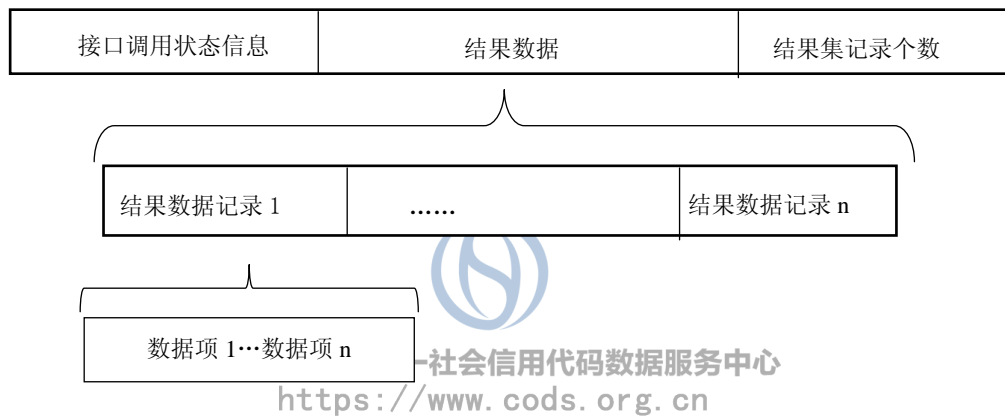 接口调用状态信息 结果数据 结果集记录个数
结果数据记录 1 …… 结果数据记录 n
数据项 1…数据项 n
一社会信用代码数据服务中心
https://www.cods.org.cn